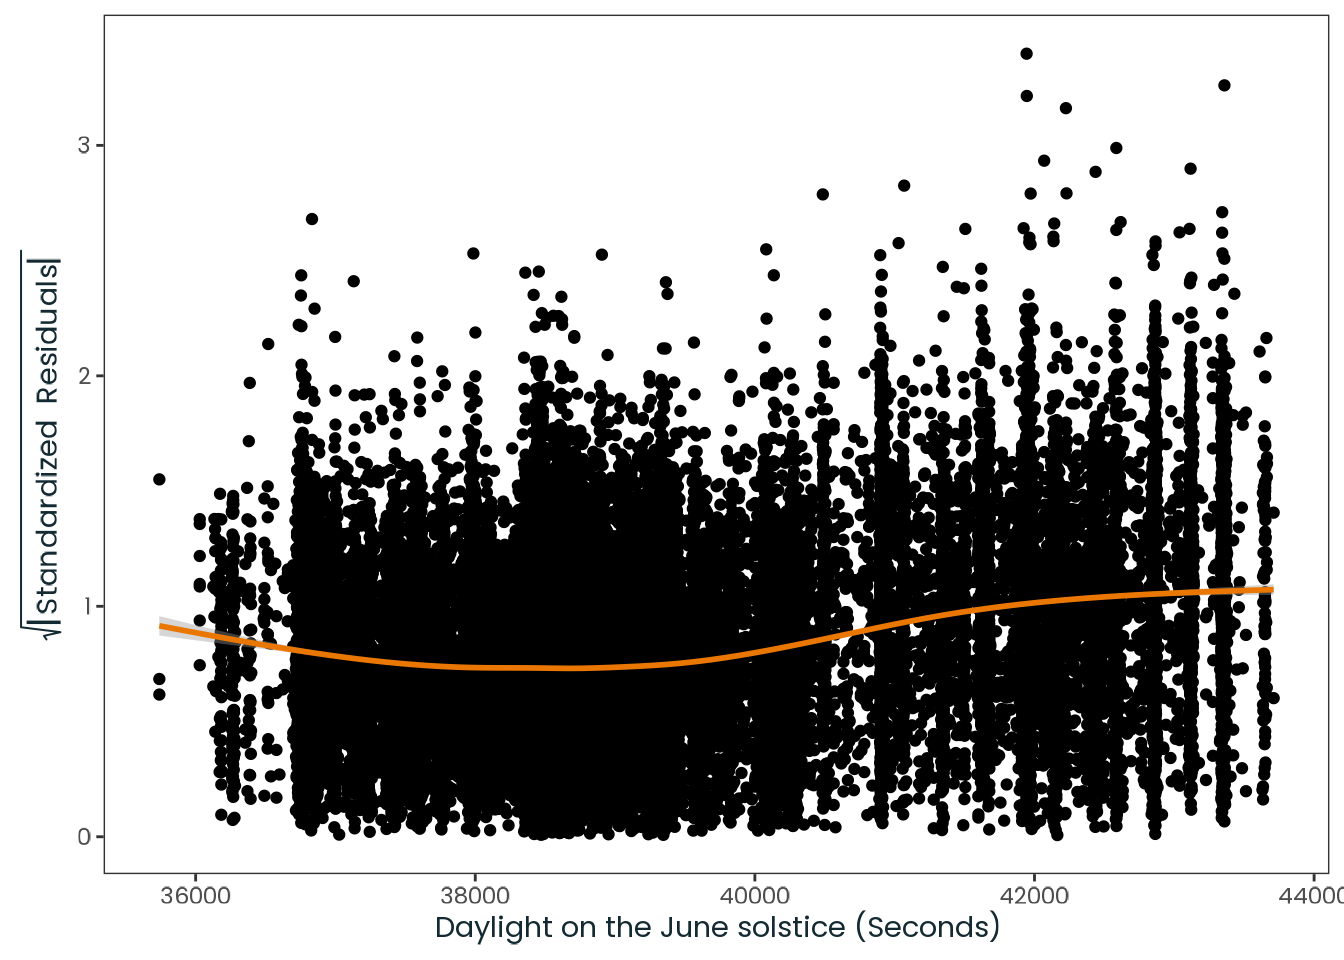 √|Standardized Residuals|
3
2
1
0
36000 38000 40000 42000 44000
Daylight on the June solstice (Seconds)